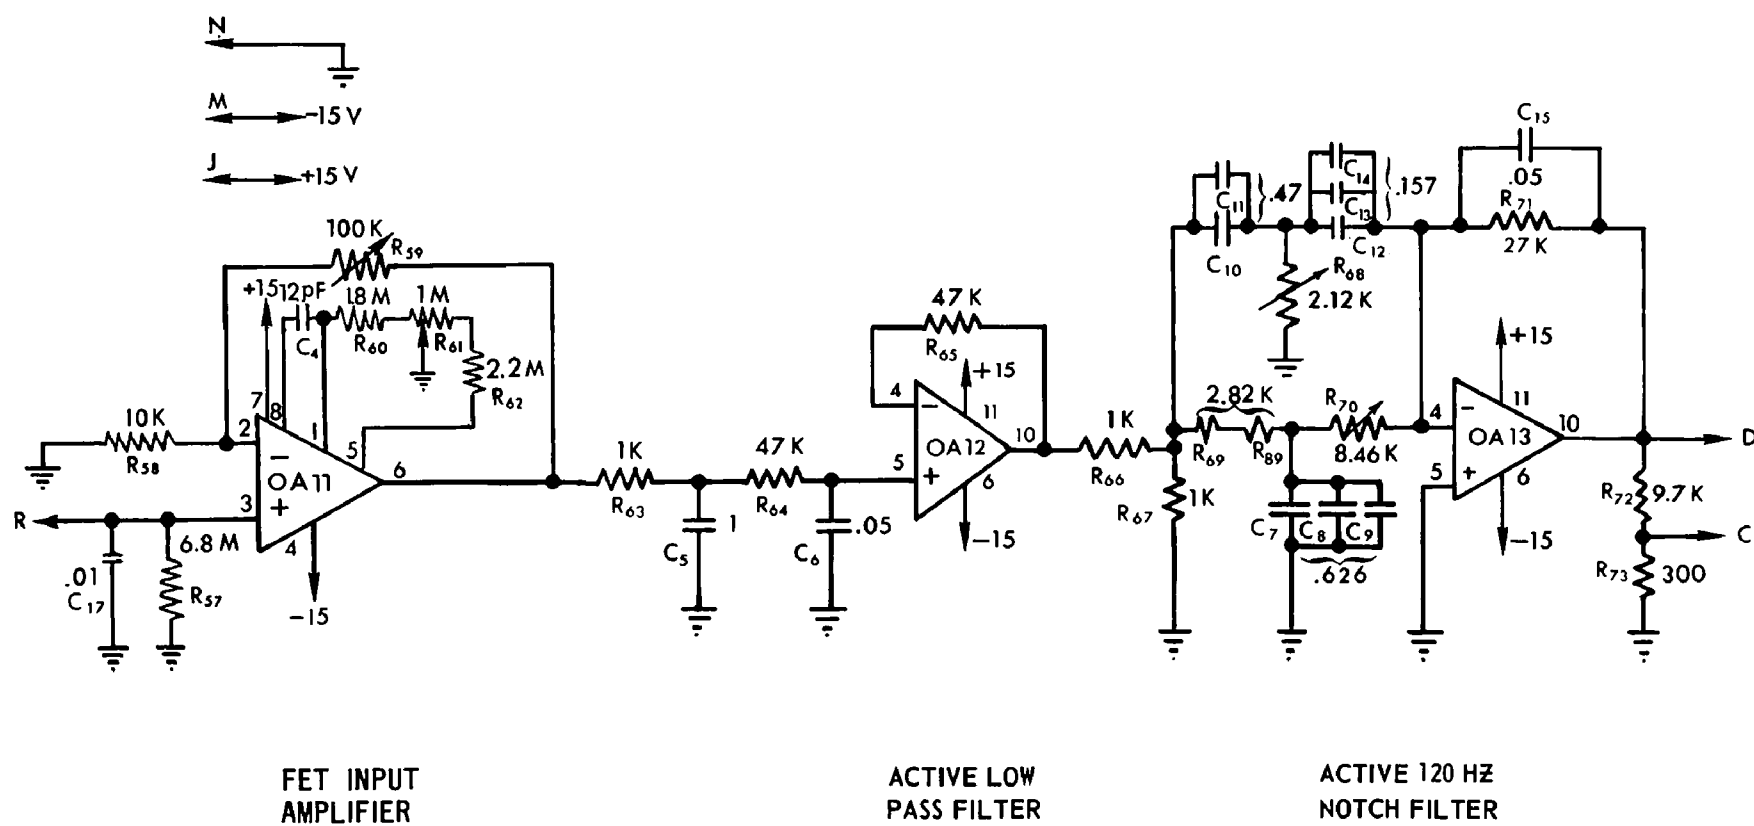 N
M
−15 V
J
+15 V
100 K
R59
+15
12pF
1.8 M
1 M
C4
R60
R61
2.2 M
R62
7
8
1
5
10 K
R58
2
−
OA 11
6
3
+
4
R
6.8 M
.01
C17
R57
−15
1K
R63
1
C5
47 K
R64
.05
C6
47 K
R65
4
−
+15
11
OA 12
10
5
+
6
−15
1K
R66
1K
R67
C11
.47
C10
C14
C13
.157
C12
R68
2.12 K
C15
.05
R71
27 K
2.82 K
R69
R89
R70
8.46 K
C7
C8
C9
.626
+15
11
4
−
OA 13
10
5
+
6
−15
D
R72
9.7 K
C
R73
300
FET INPUT
AMPLIFIER
ACTIVE LOW
PASS FILTER
ACTIVE 120 HZ
NOTCH FILTER